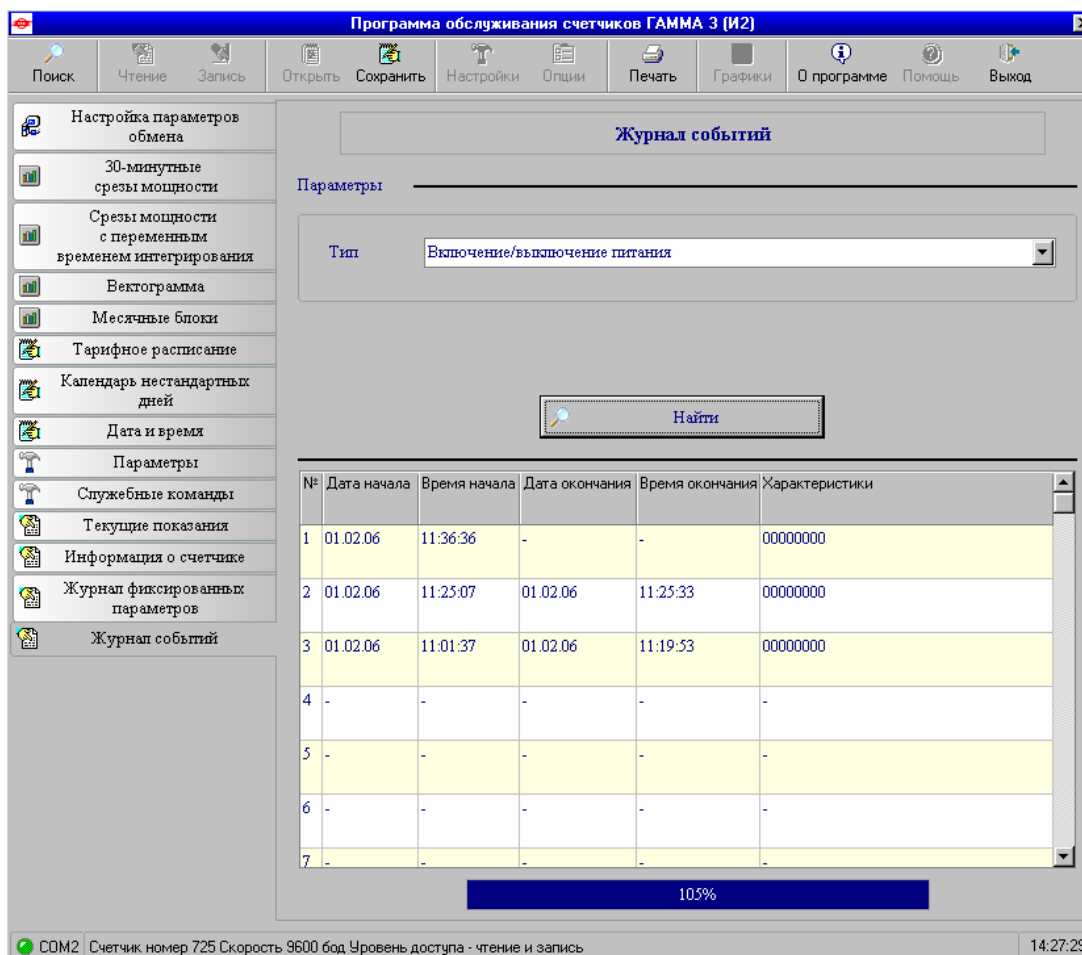 Программа обслуживания счетчиков ГАММА 3 (И2)
Поиск Чтение Запись Открыть Сохранить Настройки Опции Печать Графики О программе Помощь Выход
Настройка параметров
обмена
30-минутные
срезы мощности
Срезы мощности
с переменным
временем интегрирования
Вектограмма
Месячные блоки
Тарифное расписание
Календарь нестандартных
дней
Дата и время
Параметры
Служебные команды
Текущие показания
Информация о счетчике
Журнал фиксированных
параметров
Журнал событий
Журнал событий
Параметры
Тип Включение/выключение питания
Найти
№ Дата начала Время начала Дата окончания Время окончания Характеристики
1 01.02.06 11:36:36 - - 00000000
2 01.02.06 11:25:07 01.02.06 11:25:33 00000000
3 01.02.06 11:01:37 01.02.06 11:19:53 00000000
4 - - - - -
5 - - - - -
6 - - - - -
7 - - - - -
105%
COM2 Счетчик номер 725 Скорость 9600 бод Уровень доступа - чтение и запись 14:27:29